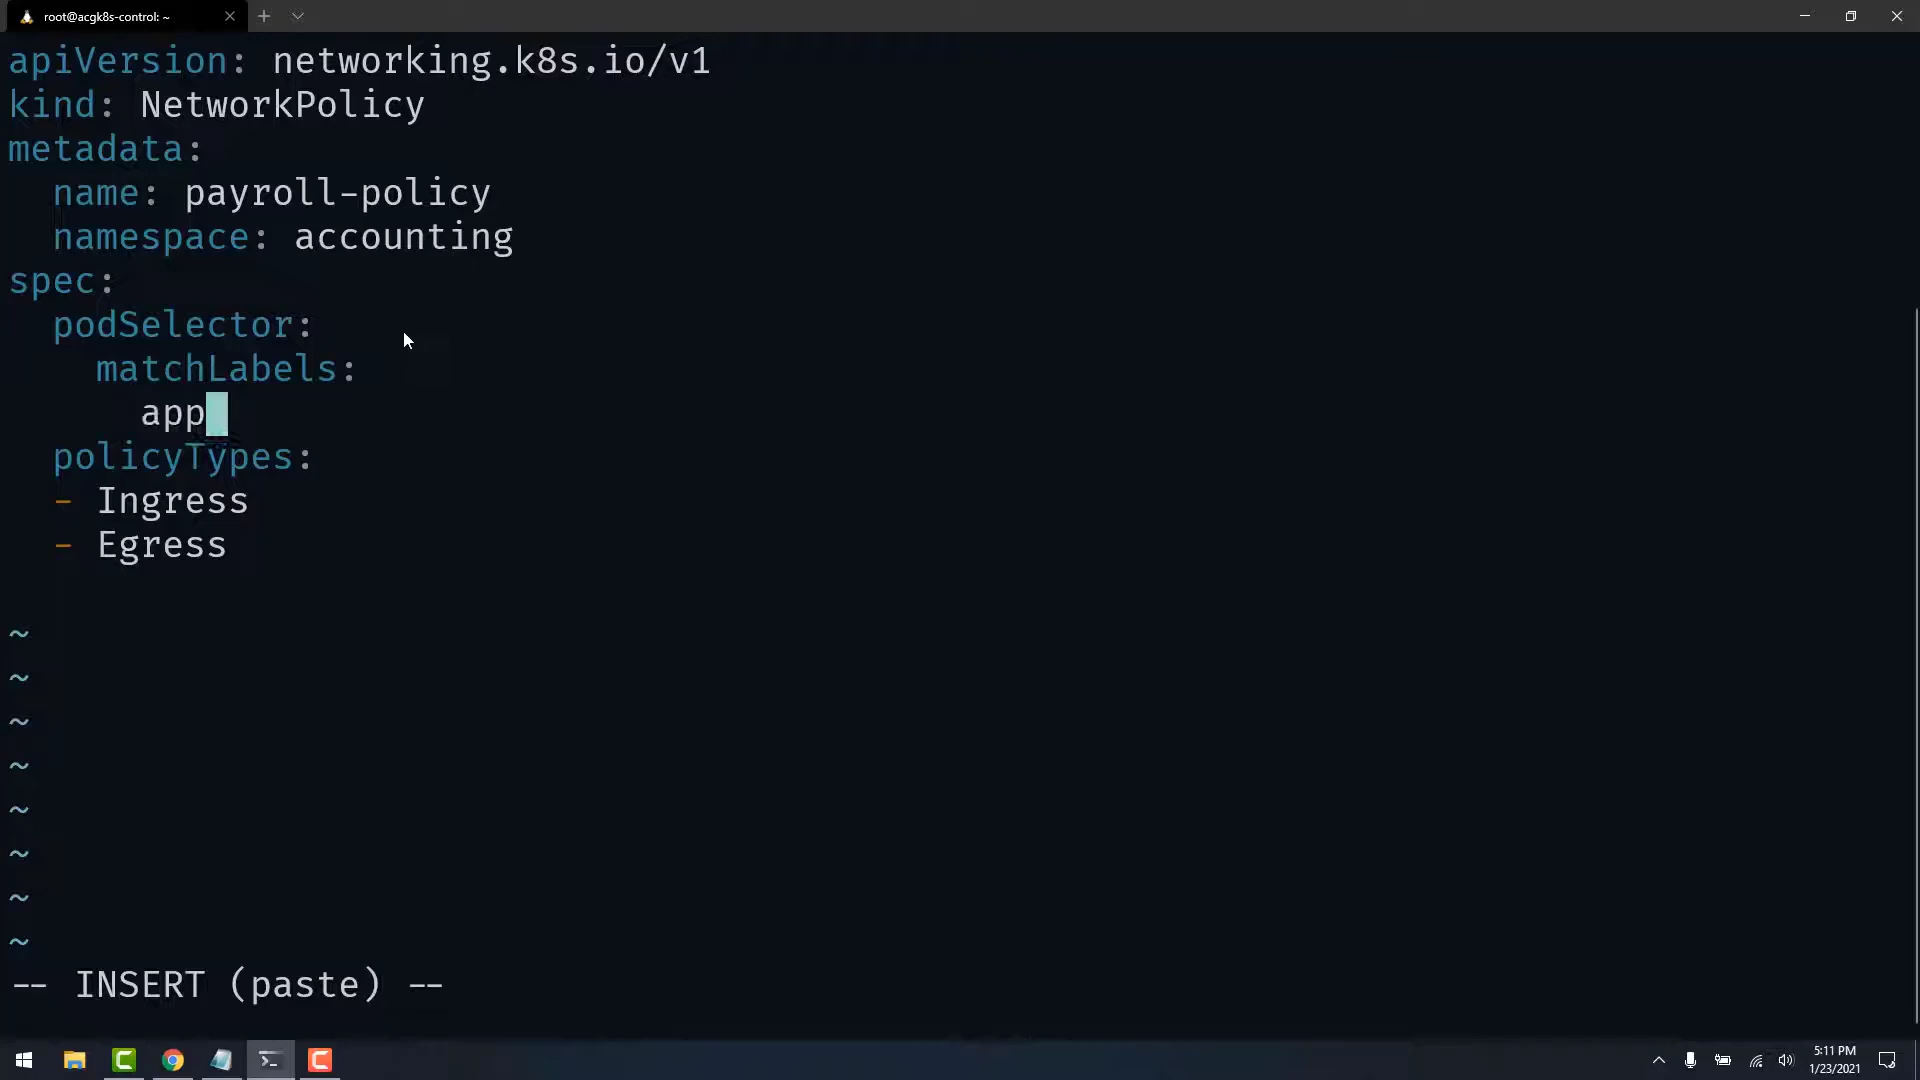 root@acgk8s-control: ~
apiVersion: networking.k8s.io/v1
kind: NetworkPolicy
metadata:
  name: payroll-policy
  namespace: accounting
spec:
  podSelector:
    matchLabels:
      app
  policyTypes:
  - Ingress
  - Egress
~
~
~
~
~
~
~
~
-- INSERT (paste) --
5:11 PM
1/23/2021